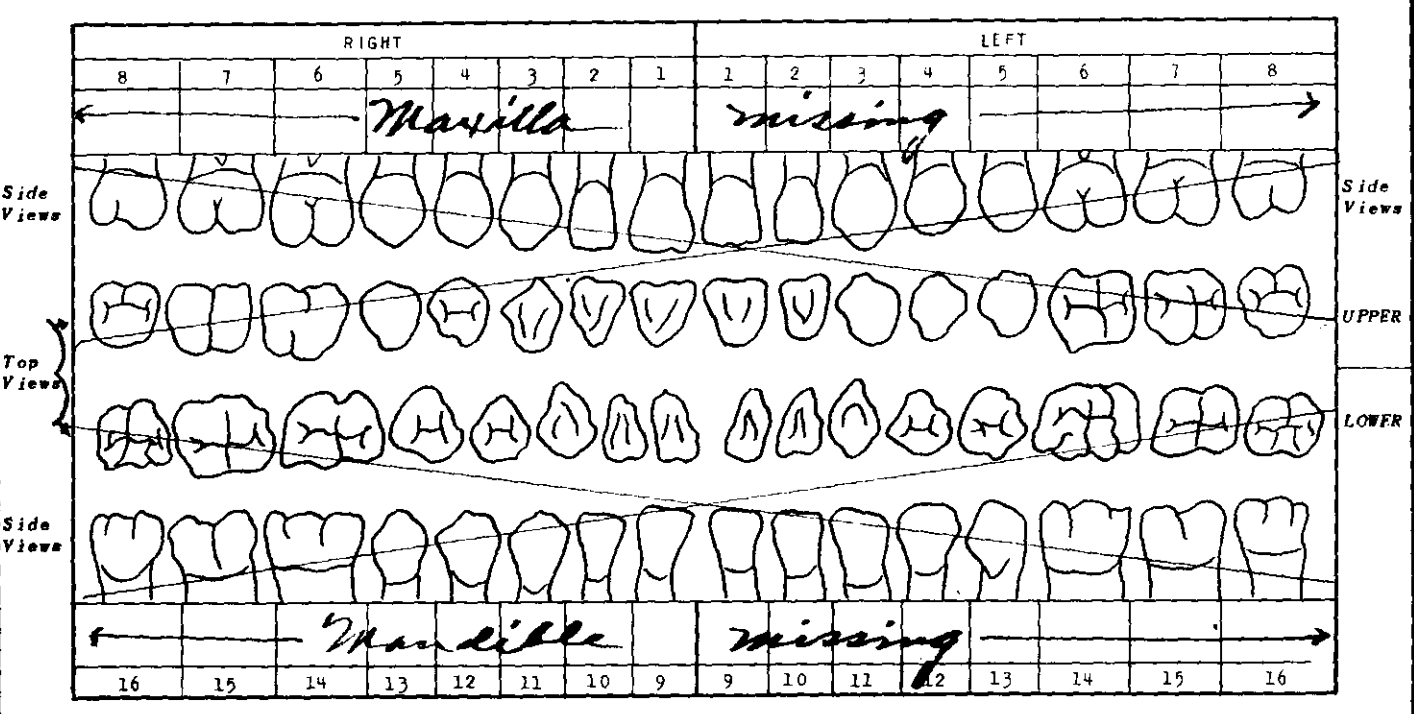 RIGHT LEFT
8 7 6 5 4 3 2 1 1 2 3 4 5 6 7 8
Maxilla missing
Side Views
Side Views
UPPER
Top Views
LOWER
Side Views
Mandible missing
16 15 14 13 12 11 10 9 9 10 11 12 13 14 15 16